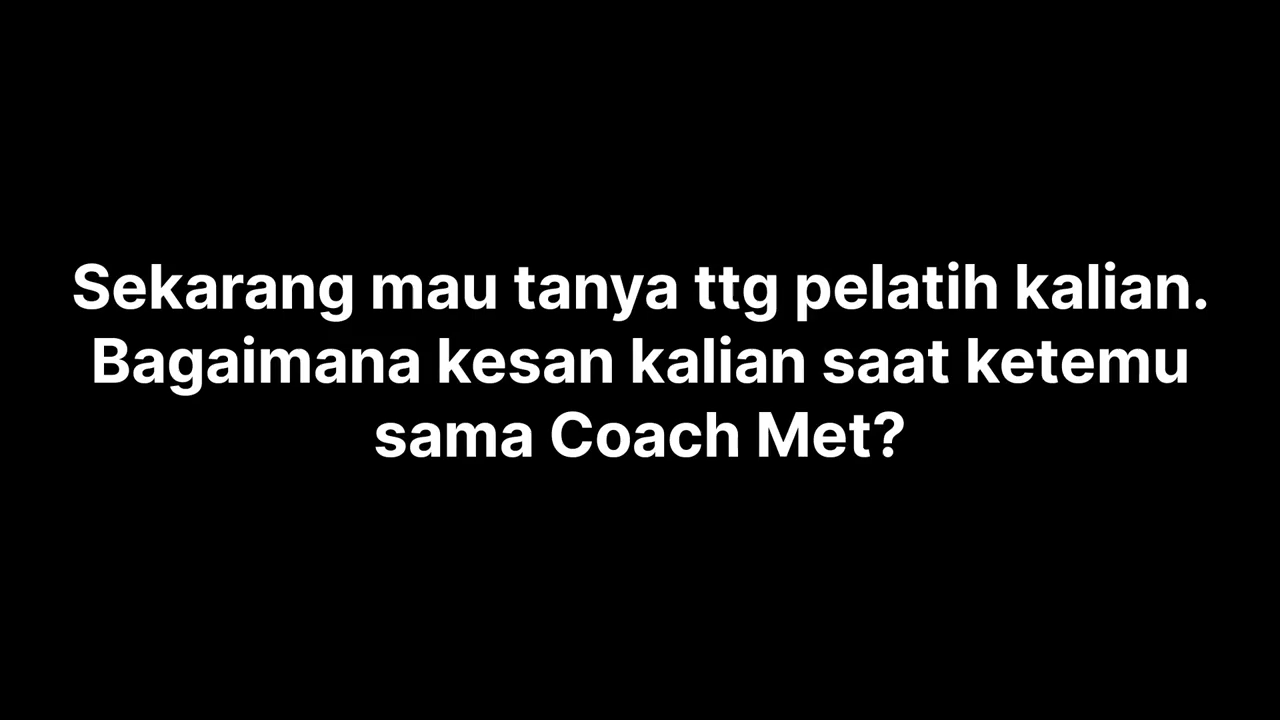 Sekarang mau tanya ttg pelatih kalian.
Bagaimana kesan kalian saat ketemu
sama Coach Met?